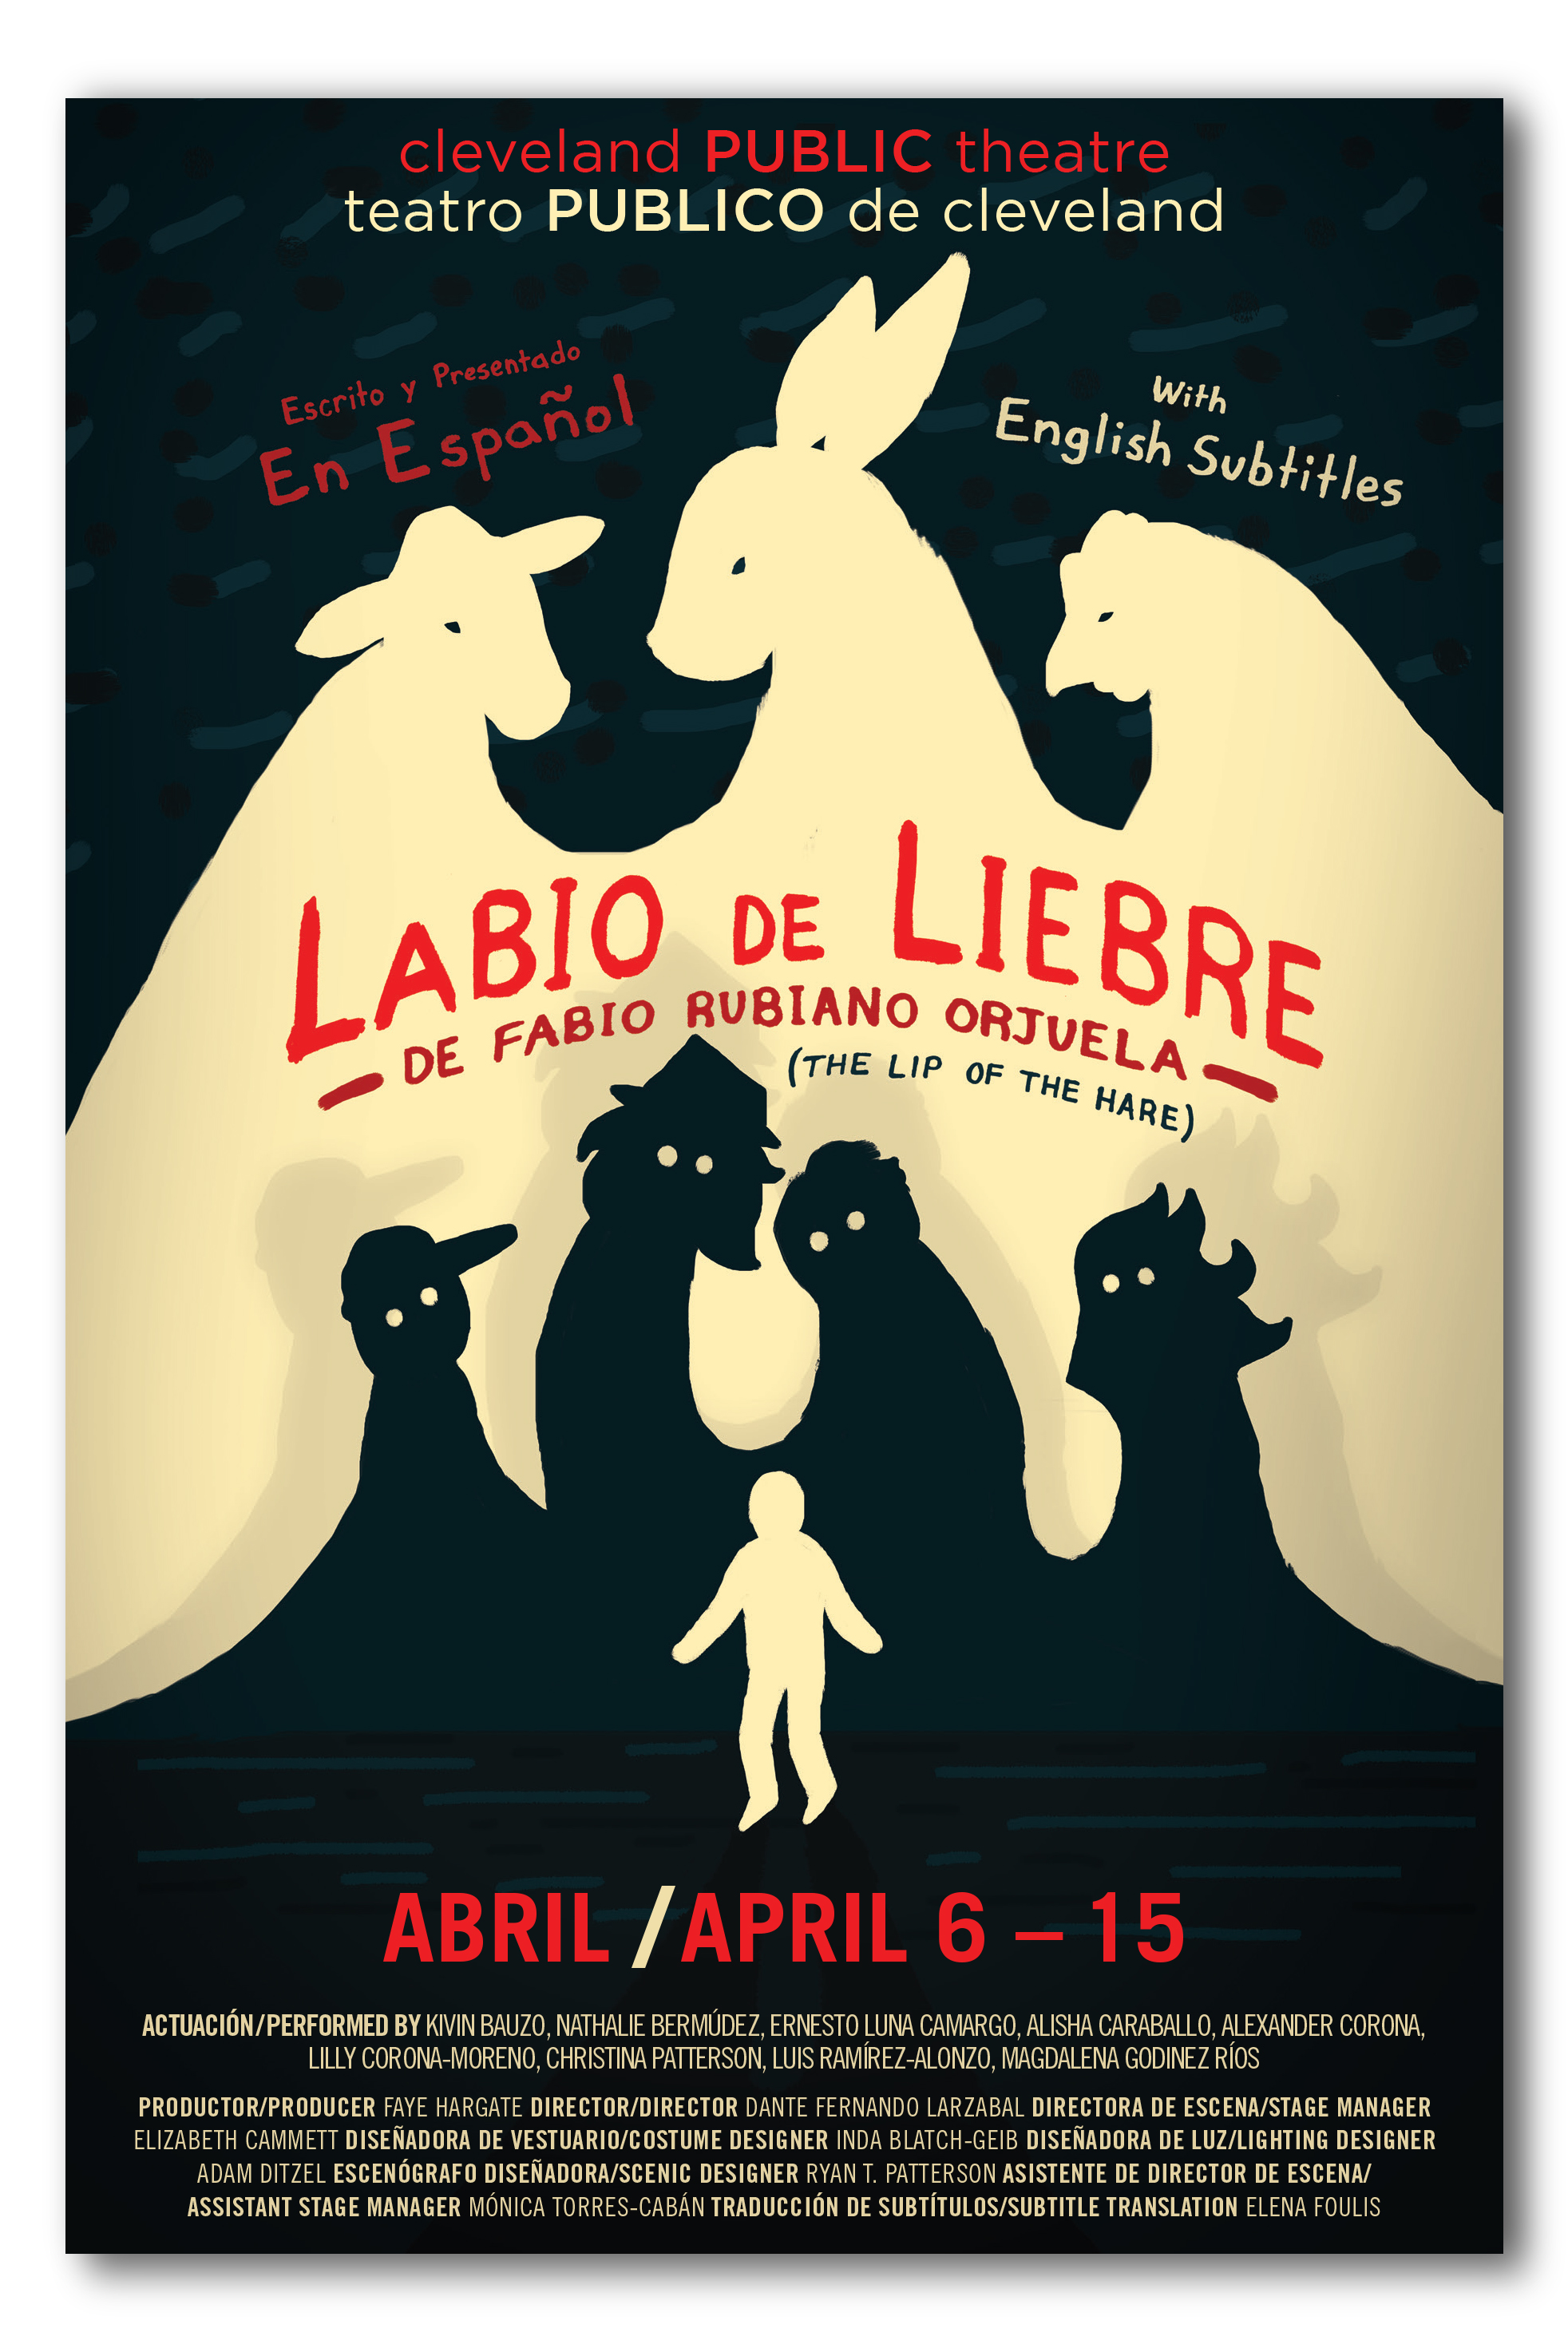 cleveland PUBLIC theatre
teatro PUBLICO de cleveland
Escrito y Presentado
En Español
With
English Subtitles
LABIO DE LIEBRE
— DE FABIO RUBIANO ORJUELA —
(THE LIP OF THE HARE)
ABRIL / APRIL 6 – 15
ACTUACIÓN/PERFORMED BY KIVIN BAUZO, NATHALIE BERMÚDEZ, ERNESTO LUNA CAMARGO, ALISHA CARABALLO, ALEXANDER CORONA,
LILLY CORONA-MORENO, CHRISTINA PATTERSON, LUIS RAMÍREZ-ALONZO, MAGDALENA GODINEZ RÍOS
PRODUCTOR/PRODUCER FAYE HARGATE DIRECTOR/DIRECTOR DANTE FERNANDO LARZABAL DIRECTORA DE ESCENA/STAGE MANAGER
ELIZABETH CAMMETT DISEÑADORA DE VESTUARIO/COSTUME DESIGNER INDA BLATCH-GEIB DISEÑADORA DE LUZ/LIGHTING DESIGNER
ADAM DITZEL ESCENÓGRAFO DISEÑADORA/SCENIC DESIGNER RYAN T. PATTERSON ASISTENTE DE DIRECTOR DE ESCENA/
ASSISTANT STAGE MANAGER MÓNICA TORRES-CABÁN TRADUCCIÓN DE SUBTÍTULOS/SUBTITLE TRANSLATION ELENA FOULIS